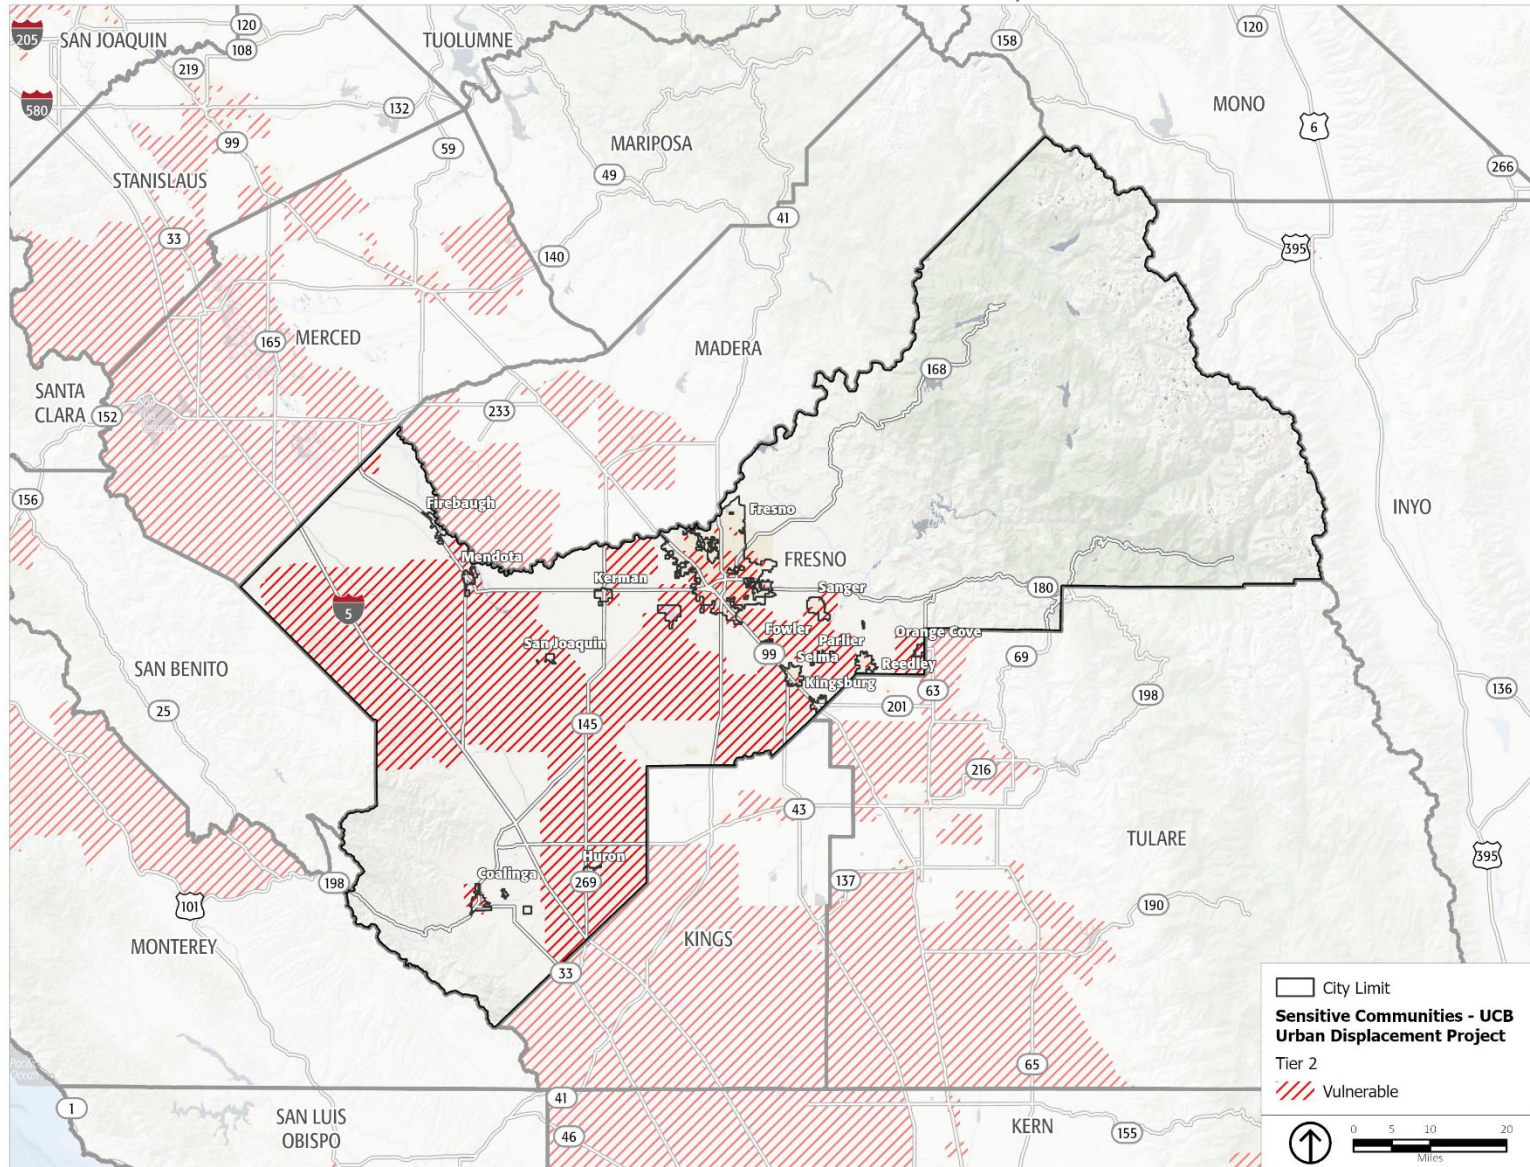 205
SAN JOAQUIN
120
108
TUOLUMNE
158
120
219
580
132
MONO
6
99
59
MARIPOSA
49
266
STANISLAUS
33
41
395
140
165
MERCED
MADERA
168
SANTA
CLARA
152
233
156
INYO
Firebaugh
Fresno
Mendota
FRESNO
Kerman
Sanger
180
5
San Joaquin
Fowler
Parlier
Orange Cove
99
Selma
Reedley
69
SAN BENITO
Kingsburg
63
198
136
25
201
145
216
43
TULARE
Huron
395
Coalinga
269
198
137
101
190
MONTEREY
KINGS
33
65
Pacific
Ocean
1
41
SAN LUIS
OBISPO
46
KERN
155
City Limit
Sensitive Communities - UCB
Urban Displacement Project
Tier 2
Vulnerable
0 5 10 20
Miles